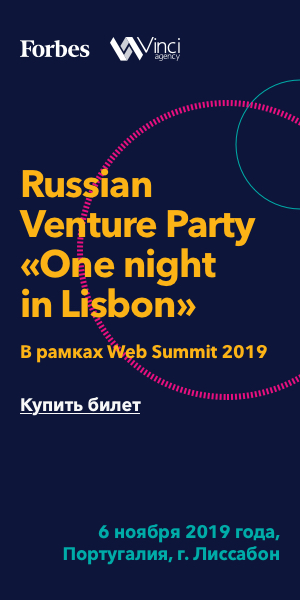 Forbes
Vinci
agency
Russian
Venture Party
«One night
in Lisbon»
В рамках Web Summit 2019
Купить билет
6 ноября 2019 года,
Португалия, г. Лиссабон